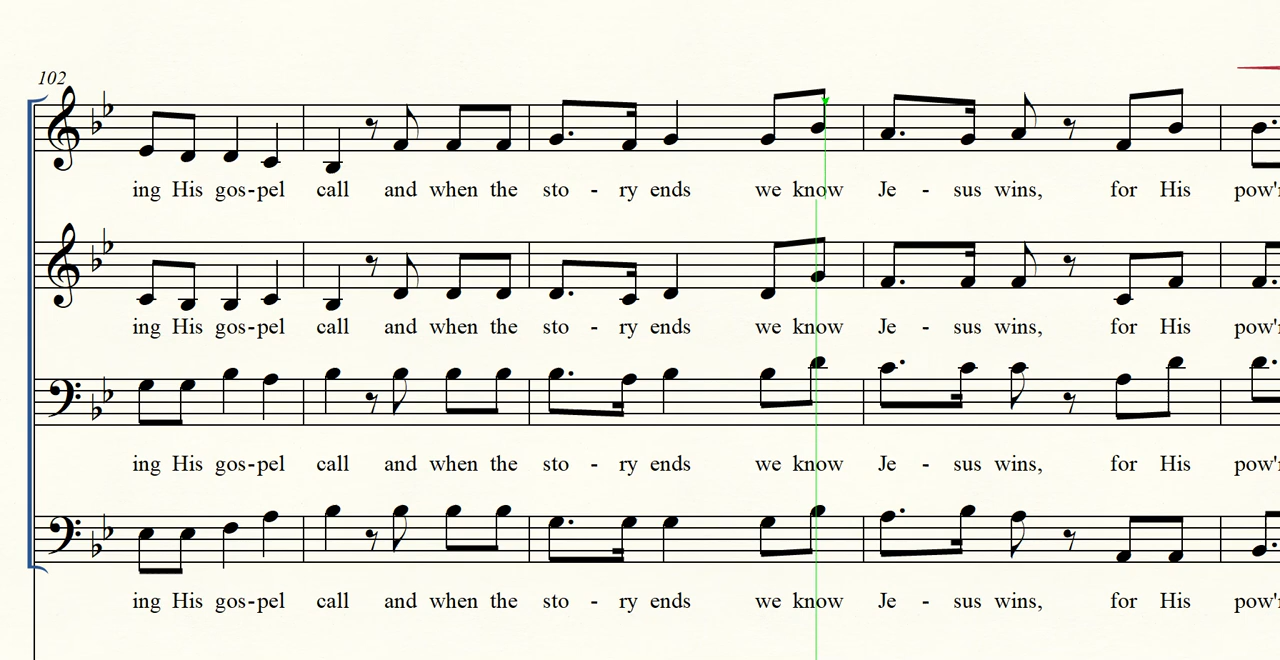 102
ing His gos-pel call and when the sto - ry ends we know Je - sus wins, for His pow'r
ing His gos-pel call and when the sto - ry ends we know Je - sus wins, for His pow'r
ing His gos-pel call and when the sto - ry ends we know Je - sus wins, for His pow'r
ing His gos-pel call and when the sto - ry ends we know Je - sus wins, for His pow'r